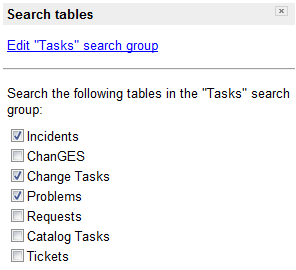 Search tables
Edit "Tasks" search group
Search the following tables in the "Tasks" search
group:
Incidents
ChanGES
Change Tasks
Problems
Requests
Catalog Tasks
Tickets